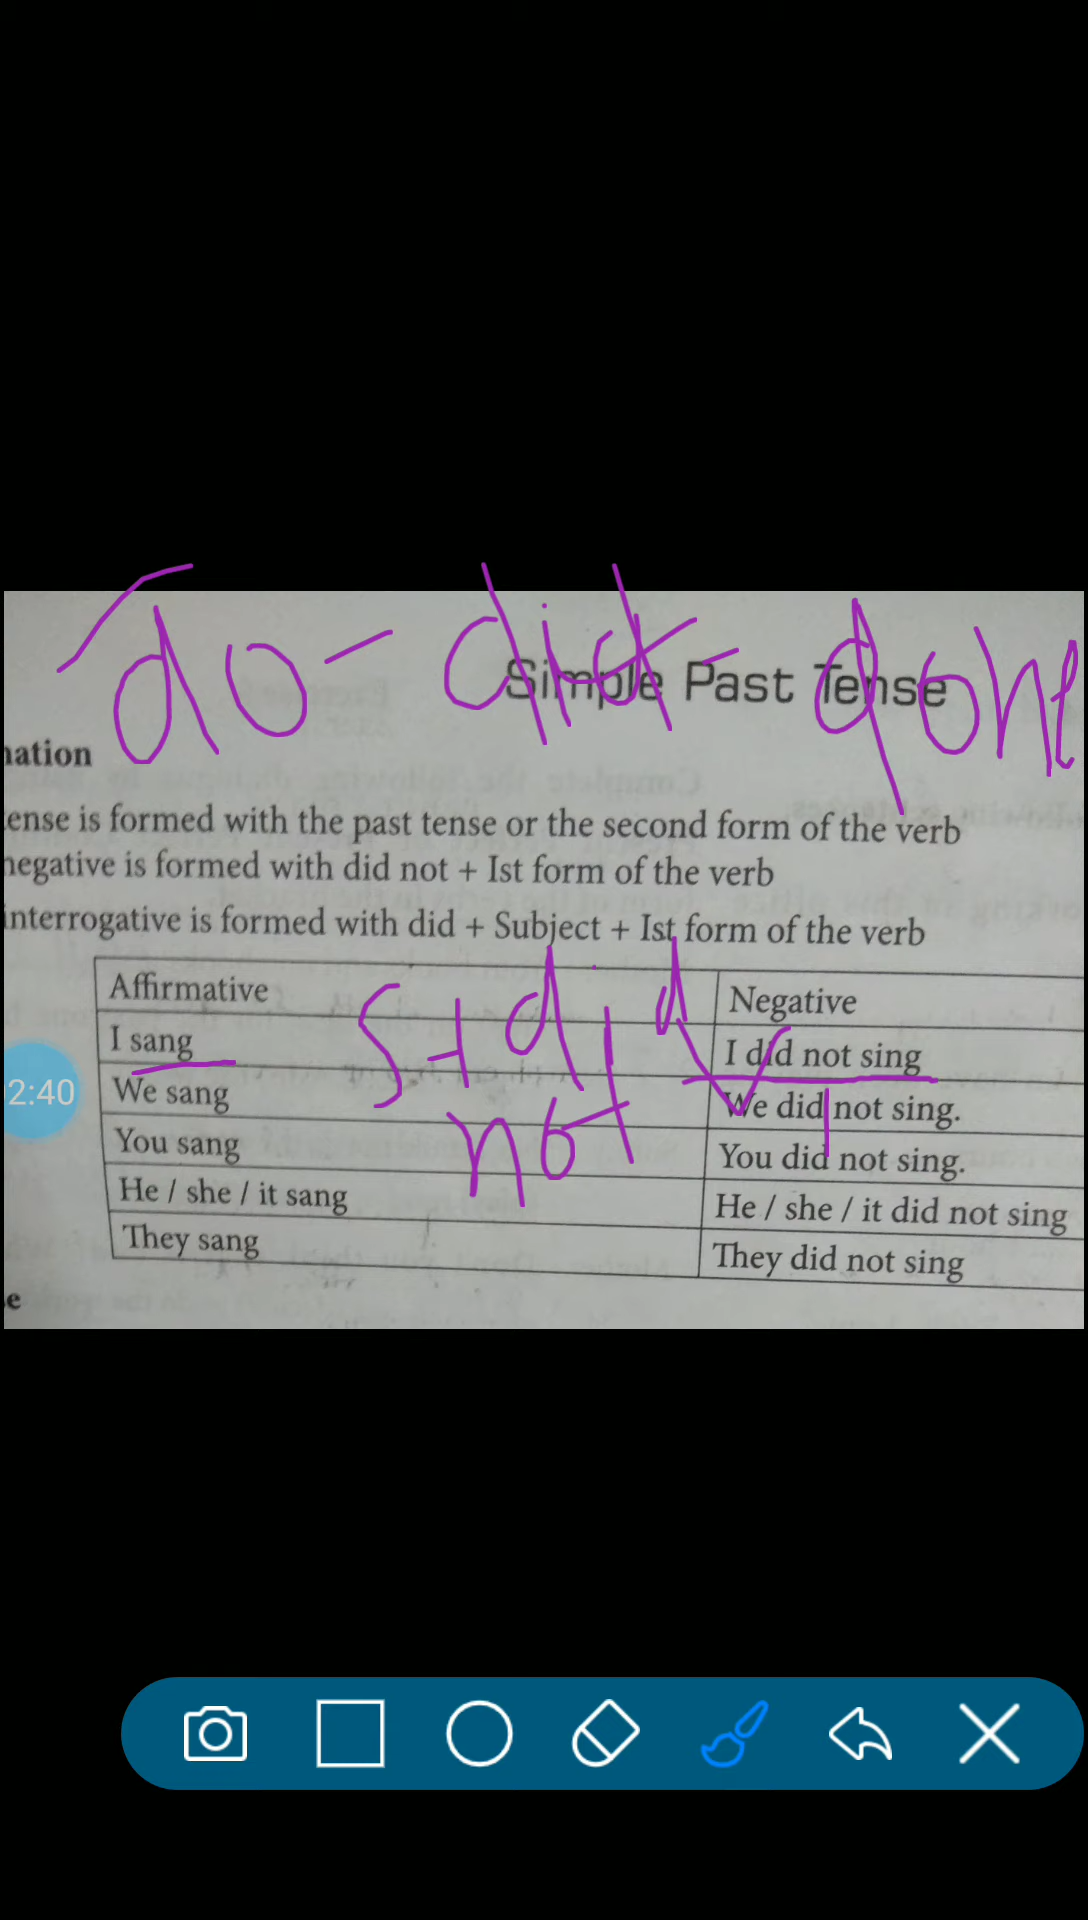 do - did - done
Simple Past Tense
nation
ense is formed with the past tense or the second form of the verb
negative is formed with did not + Ist form of the verb
interrogative is formed with did + Subject + Ist form of the verb
Affirmative Negative
I sang I did not sing
We sang We did not sing.
You sang You did not sing.
He / she / it sang He / she / it did not sing
They sang They did not sing
S + did
not
2:40
e